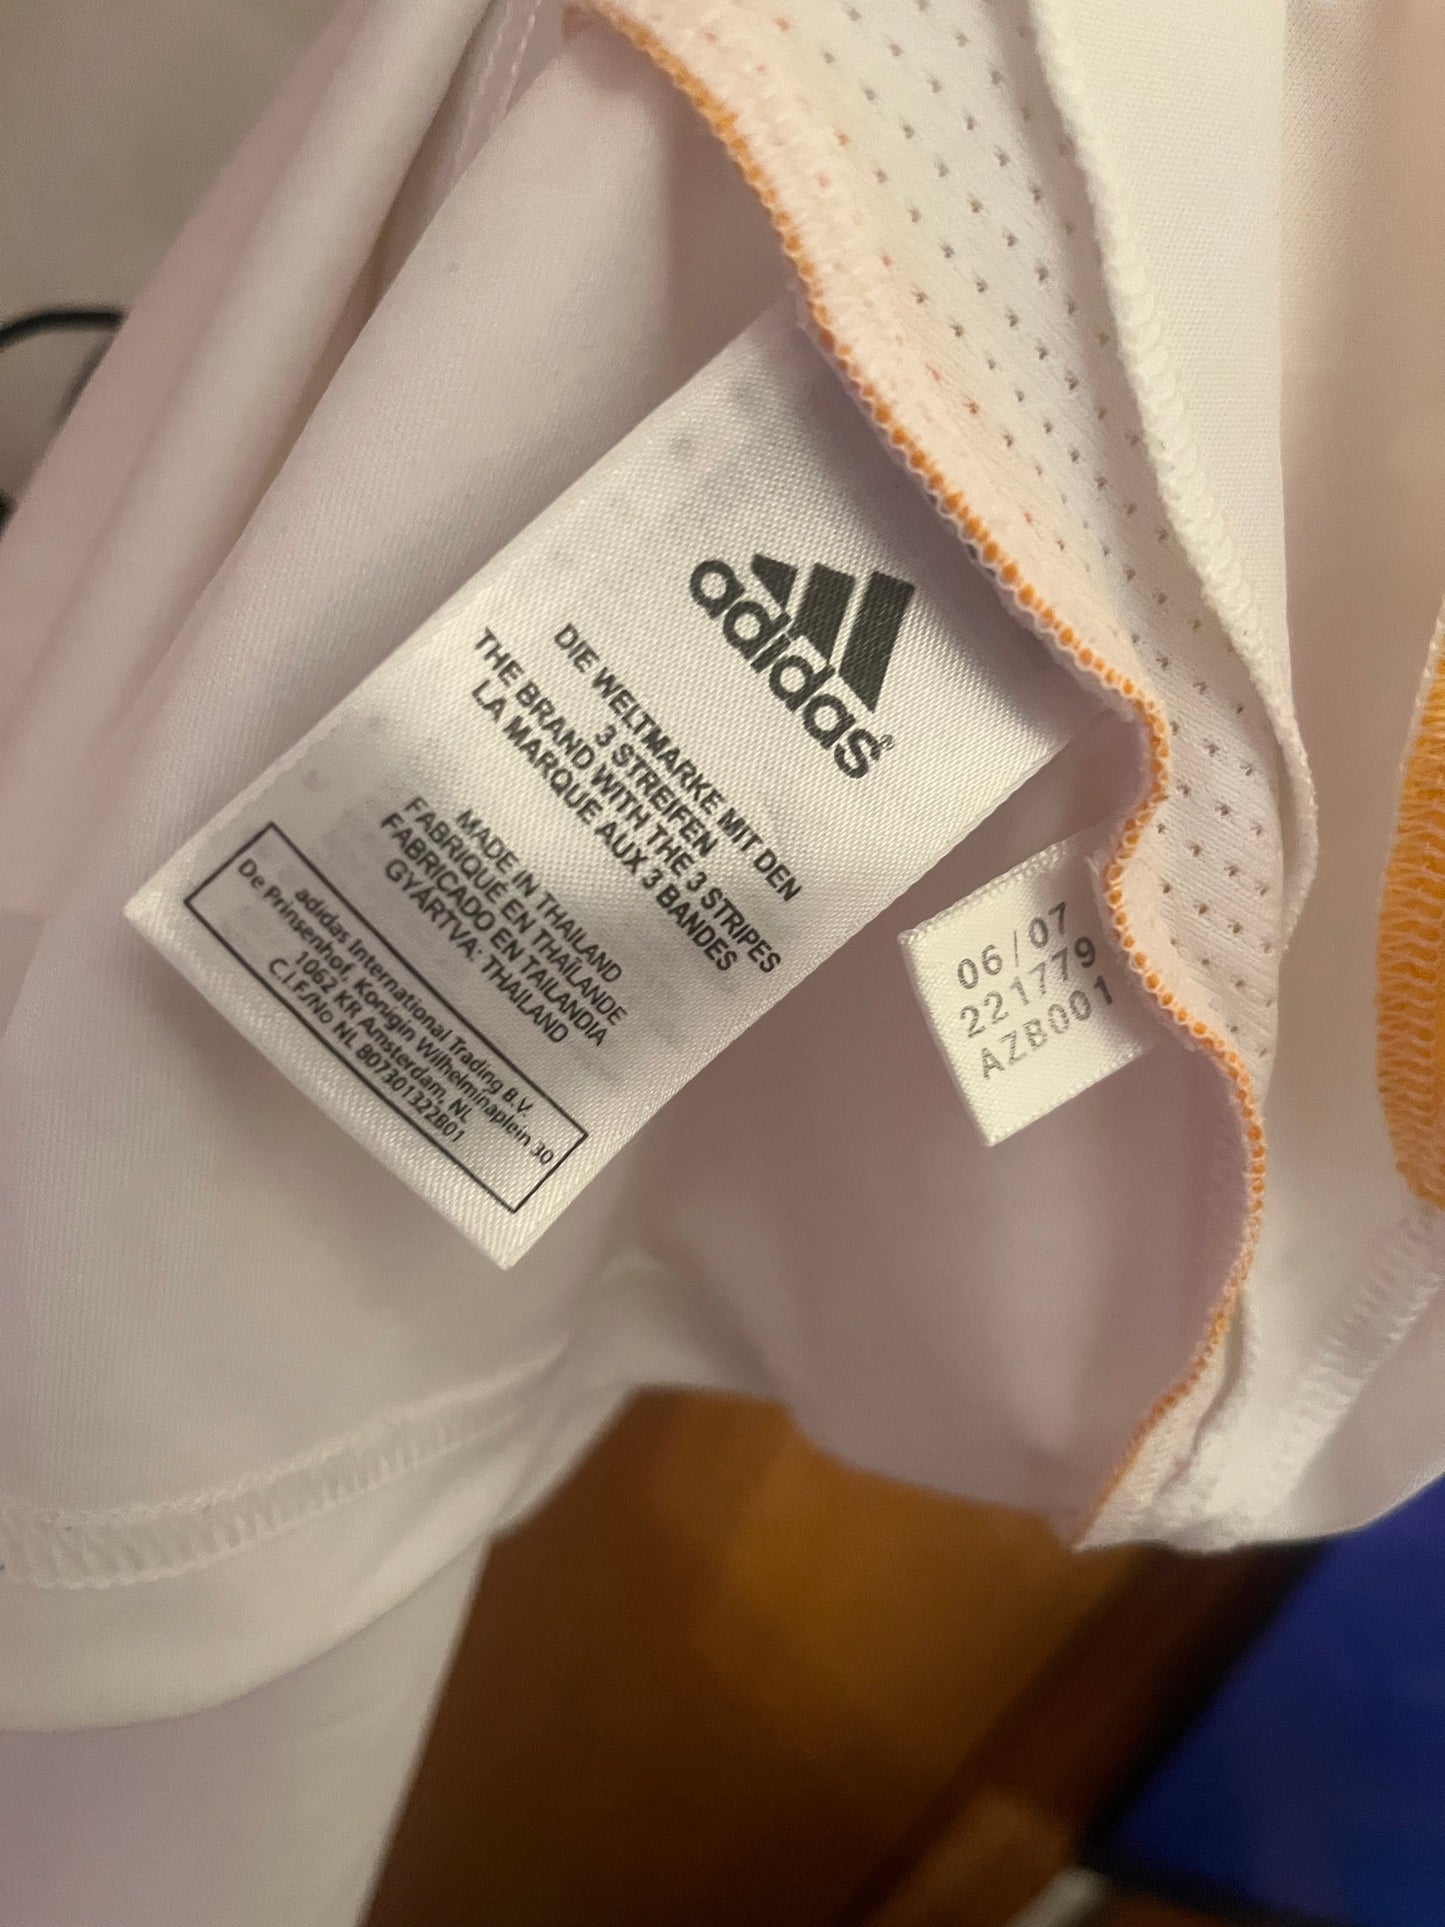 adidas
DIE WELTMARKE MIT DEN
3 STREIFEN
THE BRAND WITH THE 3 STRIPES
LA MARQUE AUX 3 BANDES
MADE IN THAILAND
FABRIQUÉ EN THAÏLANDE
FABRICADO EN TAILANDIA
GYÁRTVA: THAILAND
adidas International Trading B.V.
De Prinsenhof, Konugin Wilhelminaplein 30
1062 KR Amsterdam, NL
C.I.F./No NL 807301322B01
06/07
221779
AZB001